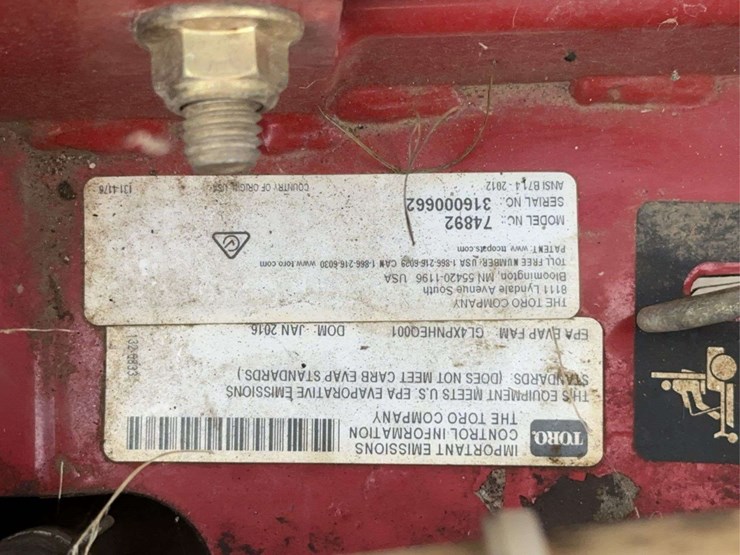 IMPORTANT EMISSIONS
CONTROL INFORMATION
THE TORO COMPANY
TORO.
THIS EQUIPMENT MEETS U.S. EPA EVAPORATIVE EMISSIONS
STANDARDS. (DOES NOT MEET CARB EVAP STANDARDS.)
EPA EVAP FAM: GL4XPNHEQ001 DOM: JAN 2016
THE TORO COMPANY
8111 Lyndale Avenue South
Bloomington, MN 55420-1196 USA
TOLL FREE NUMBER: USA 1-866-216-6029 CAN 1-866-216-6030 www.toro.com
PATENT: www.ttcopats.com
MODEL NO.: 74892
SERIAL NO.: 316000662
ANSI B71.4 - 2012
COUNTRY OF ORIGIN: USA
131-4176